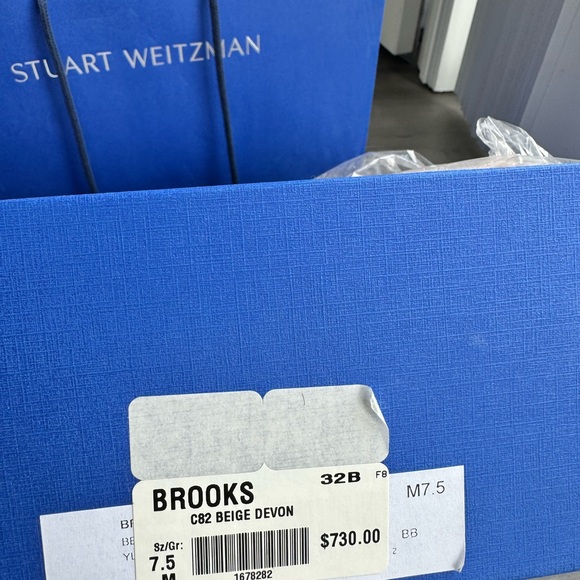 STUART WEITZMAN
32B F8
BROOKS
C82 BEIGE DEVON
M7.5
Sz/Gr:
7.5
M
$730.00
BB
1678282